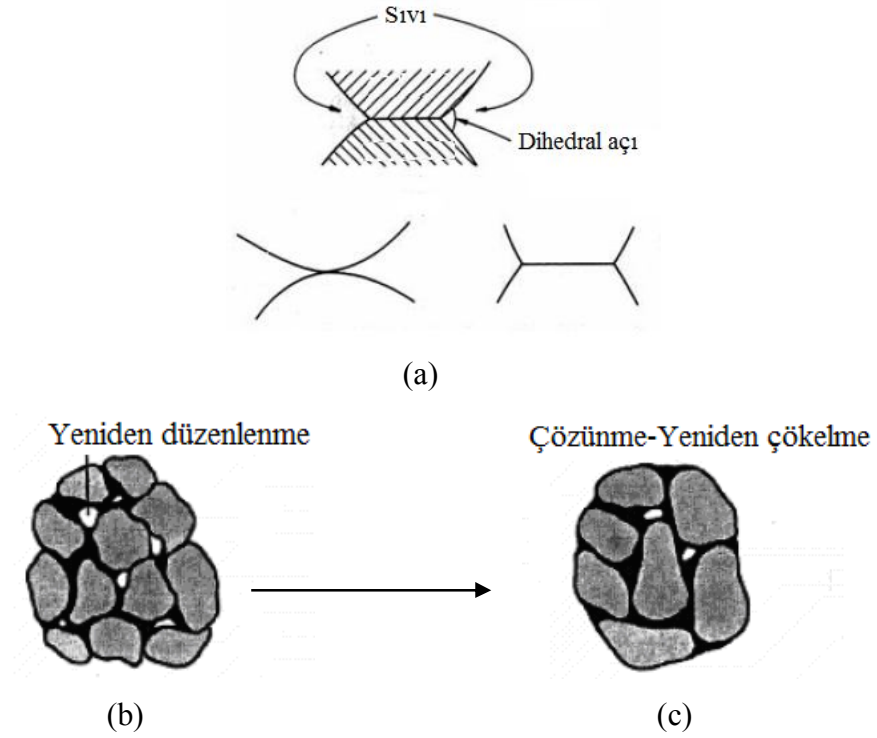 Sıvı
Dihedral açı
(a)
Yeniden düzenlenme
Çözünme-Yeniden çökelme
(b)
(c)